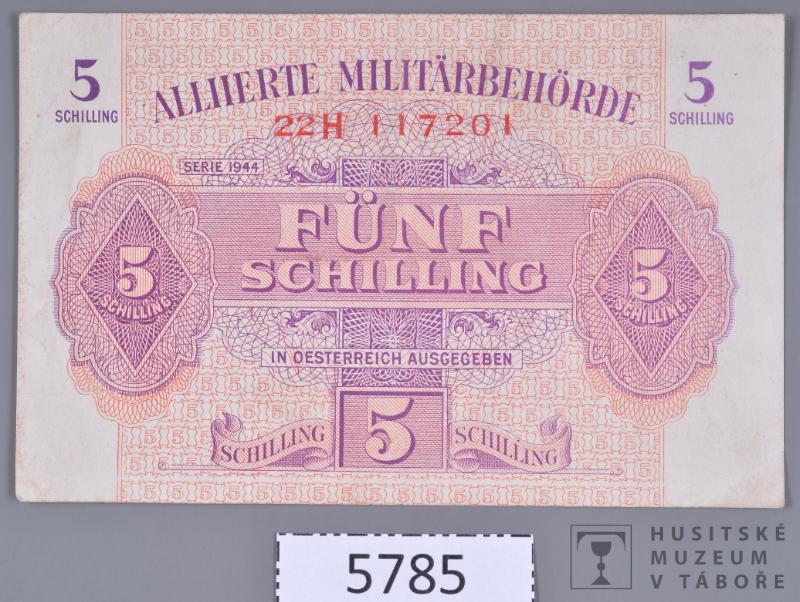 5 SCHILLING
ALLIIERTE MILITÄRBEHÖRDE
5 SCHILLING
22H 117201
SERIE 1944
FÜNF
SCHILLING
5 SCHILLING
5 SCHILLING
IN OESTERREICH AUSGEGEBEN
SCHILLING 5 SCHILLING
5785
HUSITSKÉ
MUZEUM
V TÁBOŘE